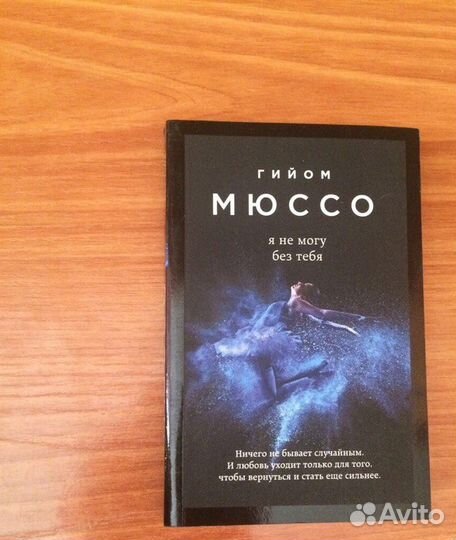 ГИЙОМ
МЮССО
я не могу
без тебя
Ничего не бывает случайным.
И любовь уходит только для того,
чтобы вернуться и стать еще сильнее.
Avito